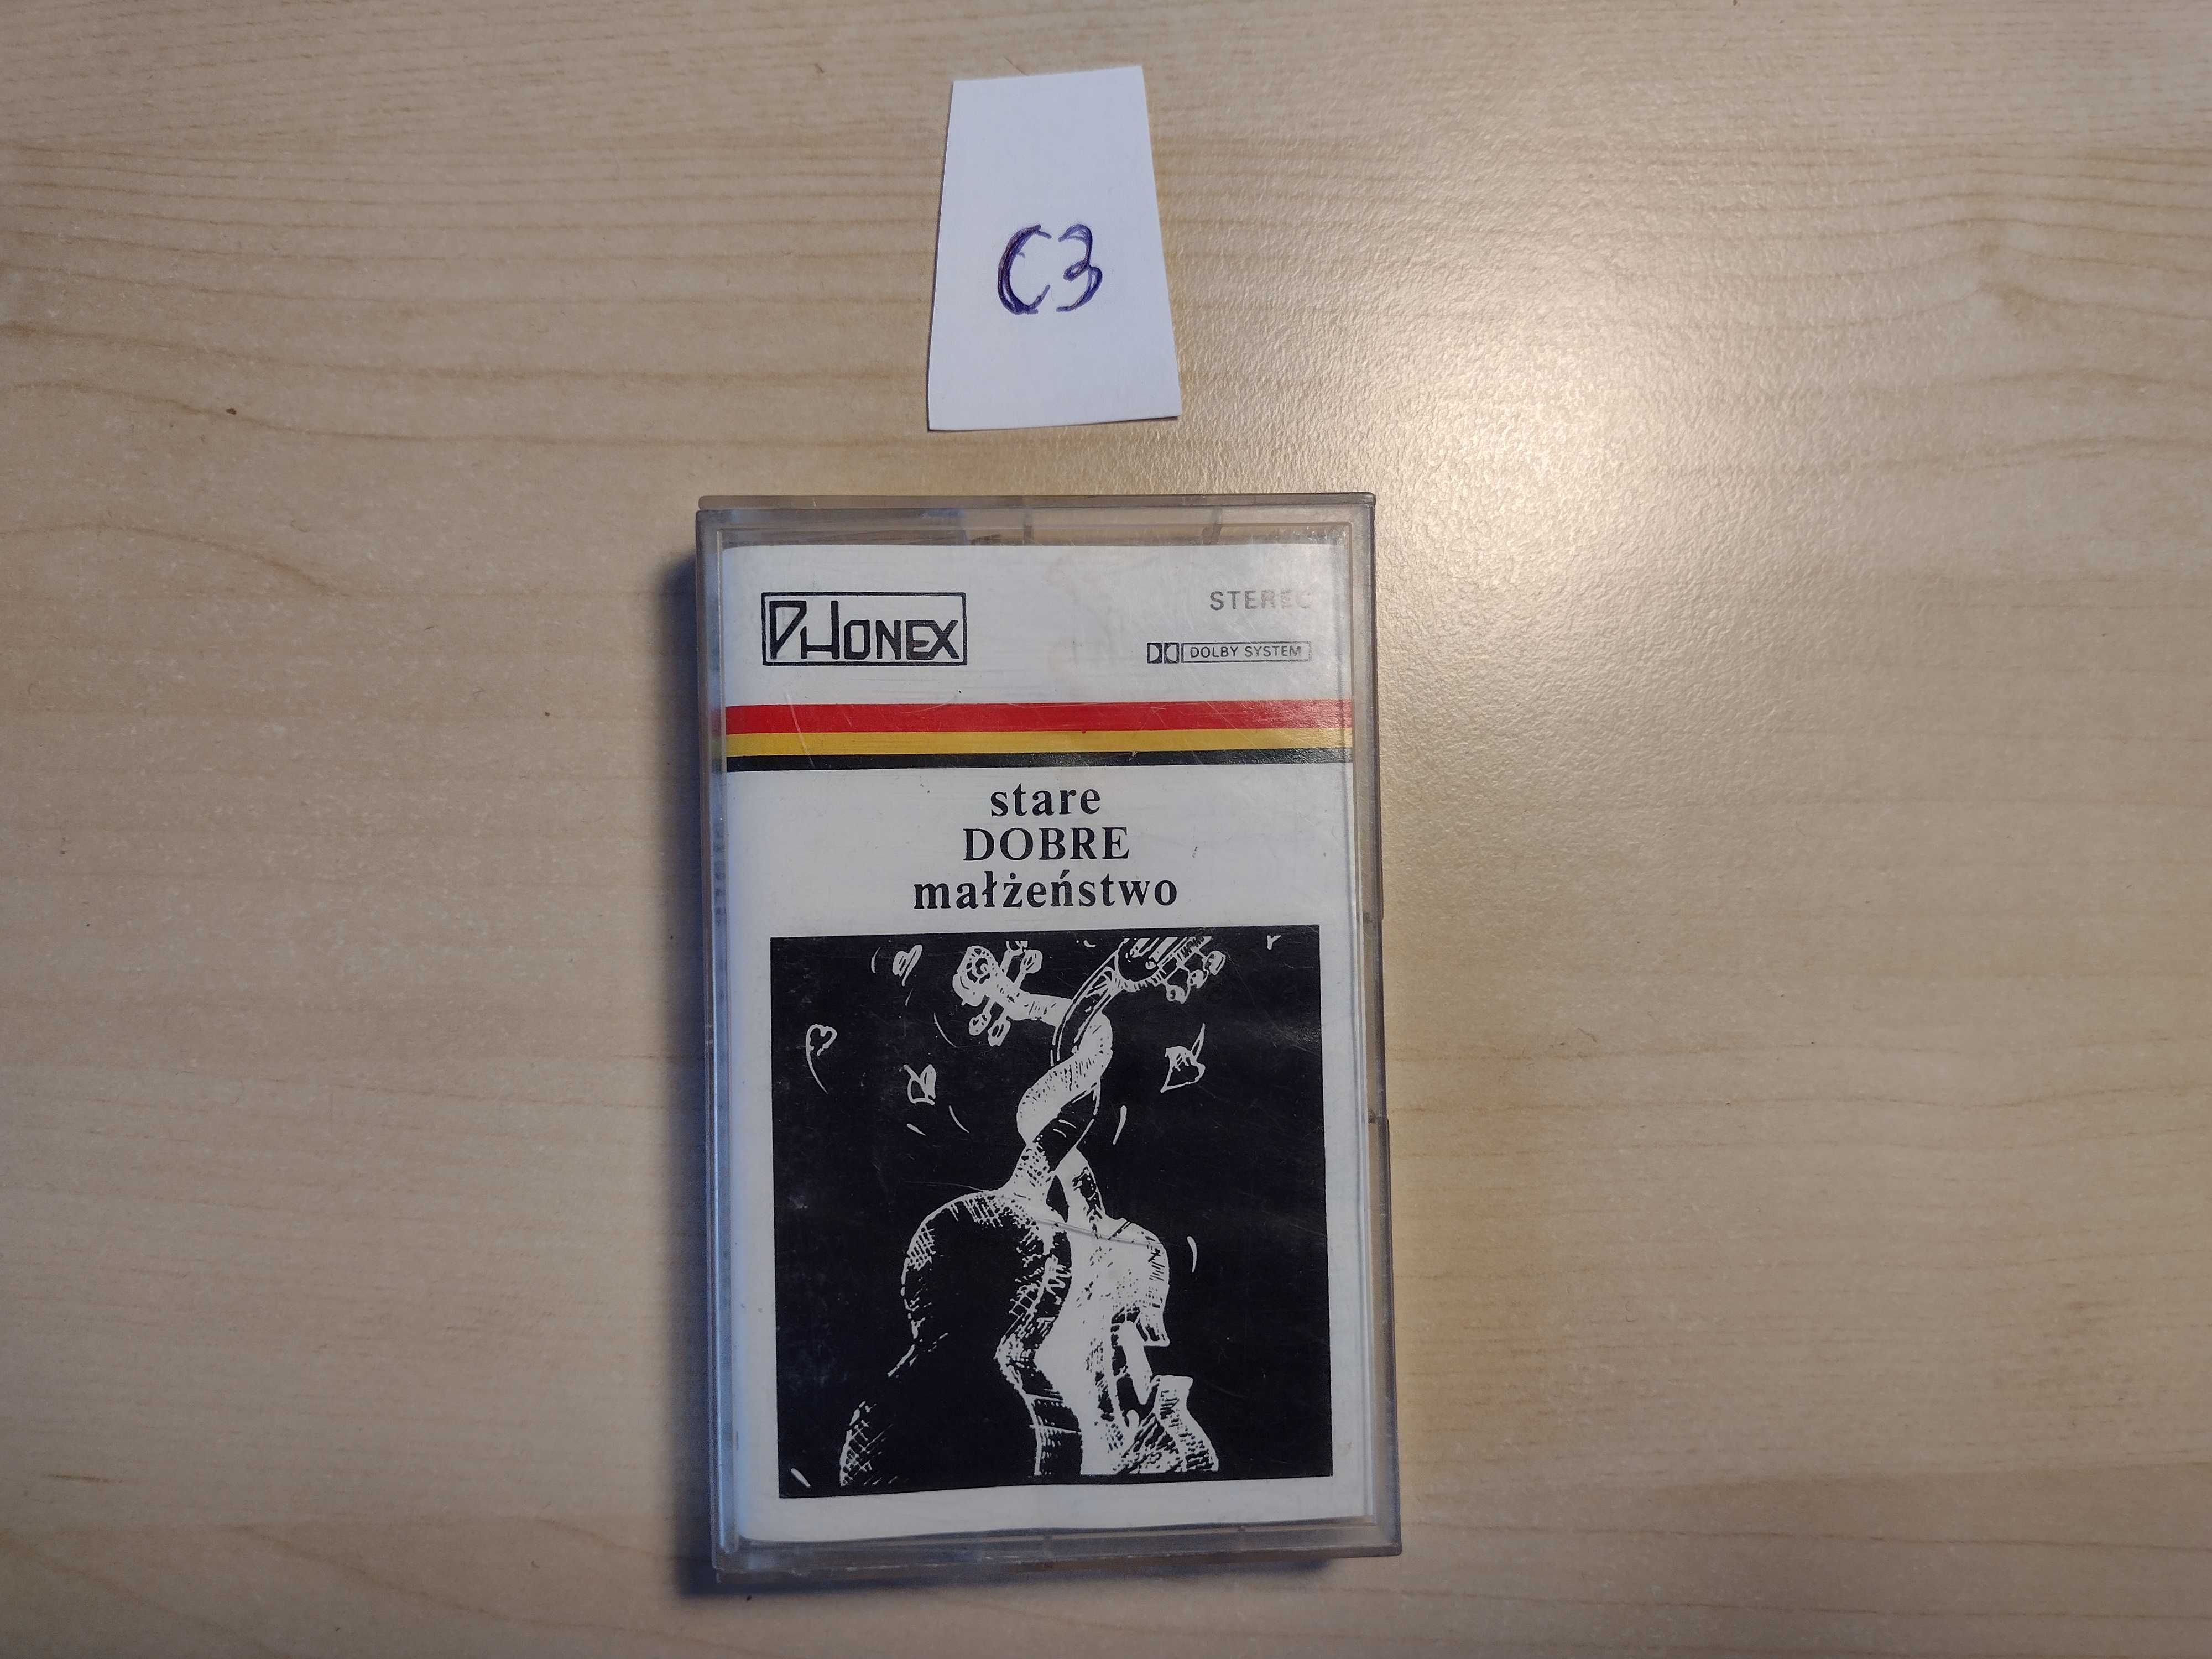 C3
PHONEX
STEREO
DOLBY SYSTEM
stare
DOBRE
małżeństwo